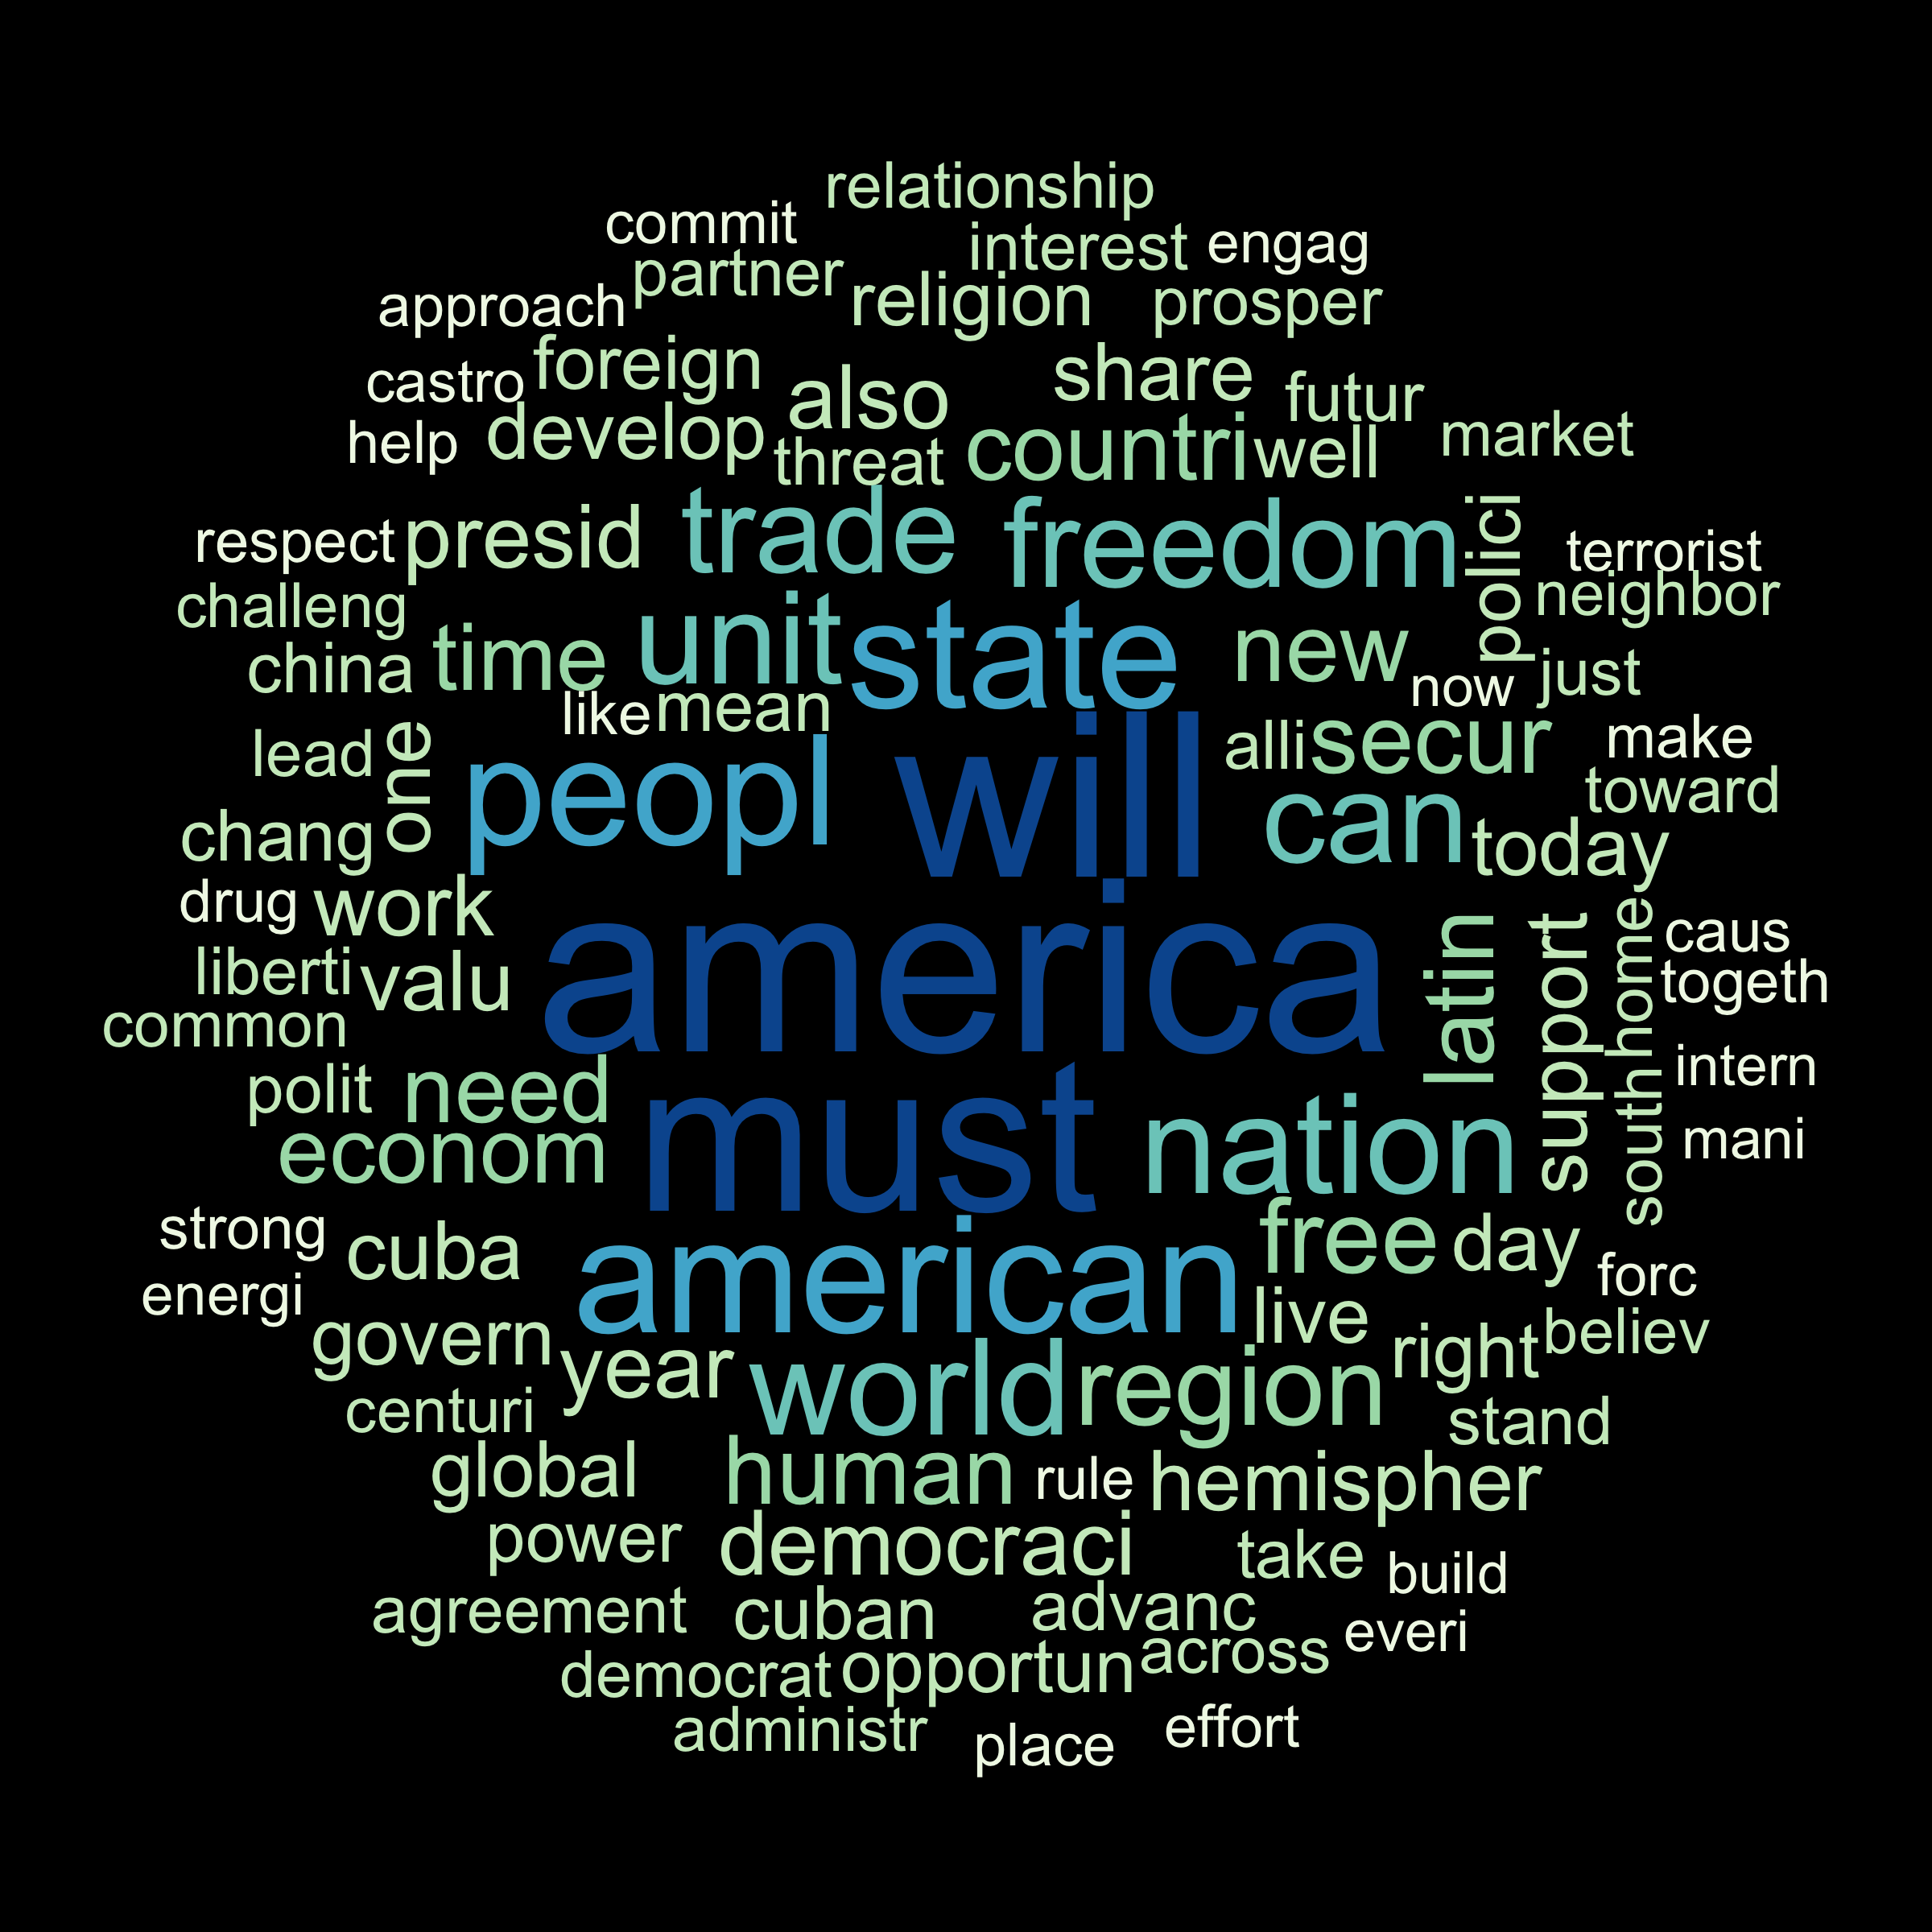 relationship
commit
interest engag
partner
religion prosper
approach
foreign
share
castro
also
futur
help
develop
threat
countri well
market
respect
presid
trade
freedom
polici
terrorist
challeng
neighbor
china
time
unit
state
new
just
like
mean
now
lead
one
alli
secur
make
peopl
will
can
toward
chang
today
drug
work
america
latin
support
home
caus
liberti
valu
togeth
common
polit
need
must
nation
south
intern
econom
mani
strong
cuba
american
free
day
forc
energi
live
believ
govern
year
world
region
right
centuri
stand
global
human
rule
hemispher
power
democraci
take
build
agreement
cuban
advanc
everi
democrat
opportun
across
administr
place
effort